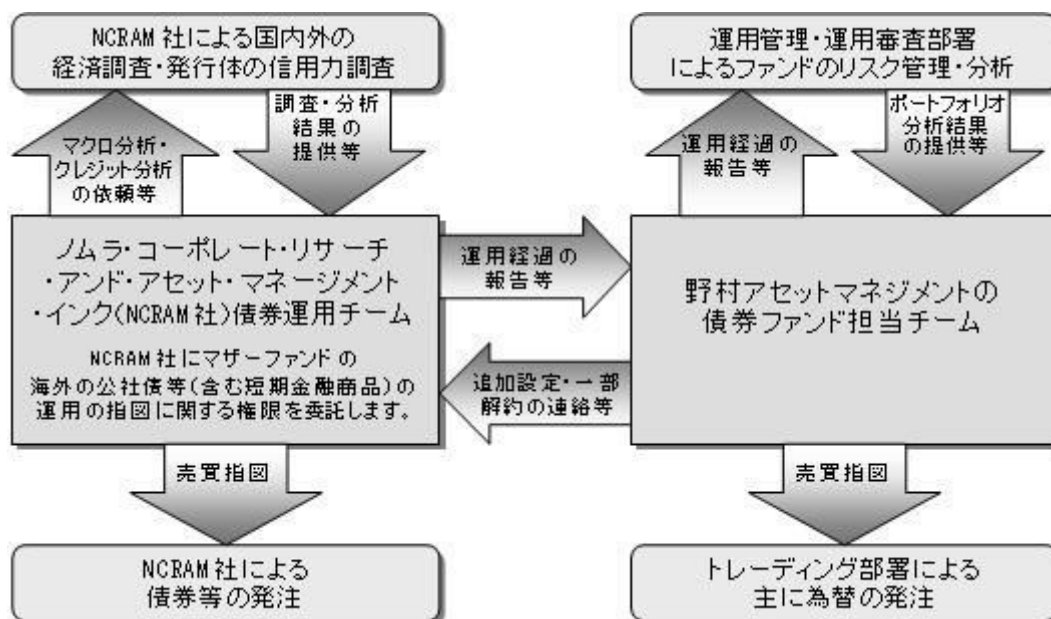 NCRAM社による国内外の
経済調査・発行体の信用力調査
運用管理・運用審査部署
によるファンドのリスク管理・分析
マクロ分析・
クレジット分析
の依頼等
調査・分析
結果の
提供等
運用経過の
報告等
ポートフォリオ
分析結果
の提供等
ノムラ・コーポレート・リサーチ
・アンド・アセット・マネージメント
・インク(NCRAM社)債券運用チーム
NCRAM社にマザーファンドの
海外の公社債等(含む短期金融商品)の
運用の指図に関する権限を委託します。
運用経過の
報告等
追加設定・一部
解約の連絡等
野村アセットマネジメントの
債券ファンド担当チーム
売買指図
売買指図
NCRAM社による
債券等の発注
トレーディング部署による
主に為替の発注